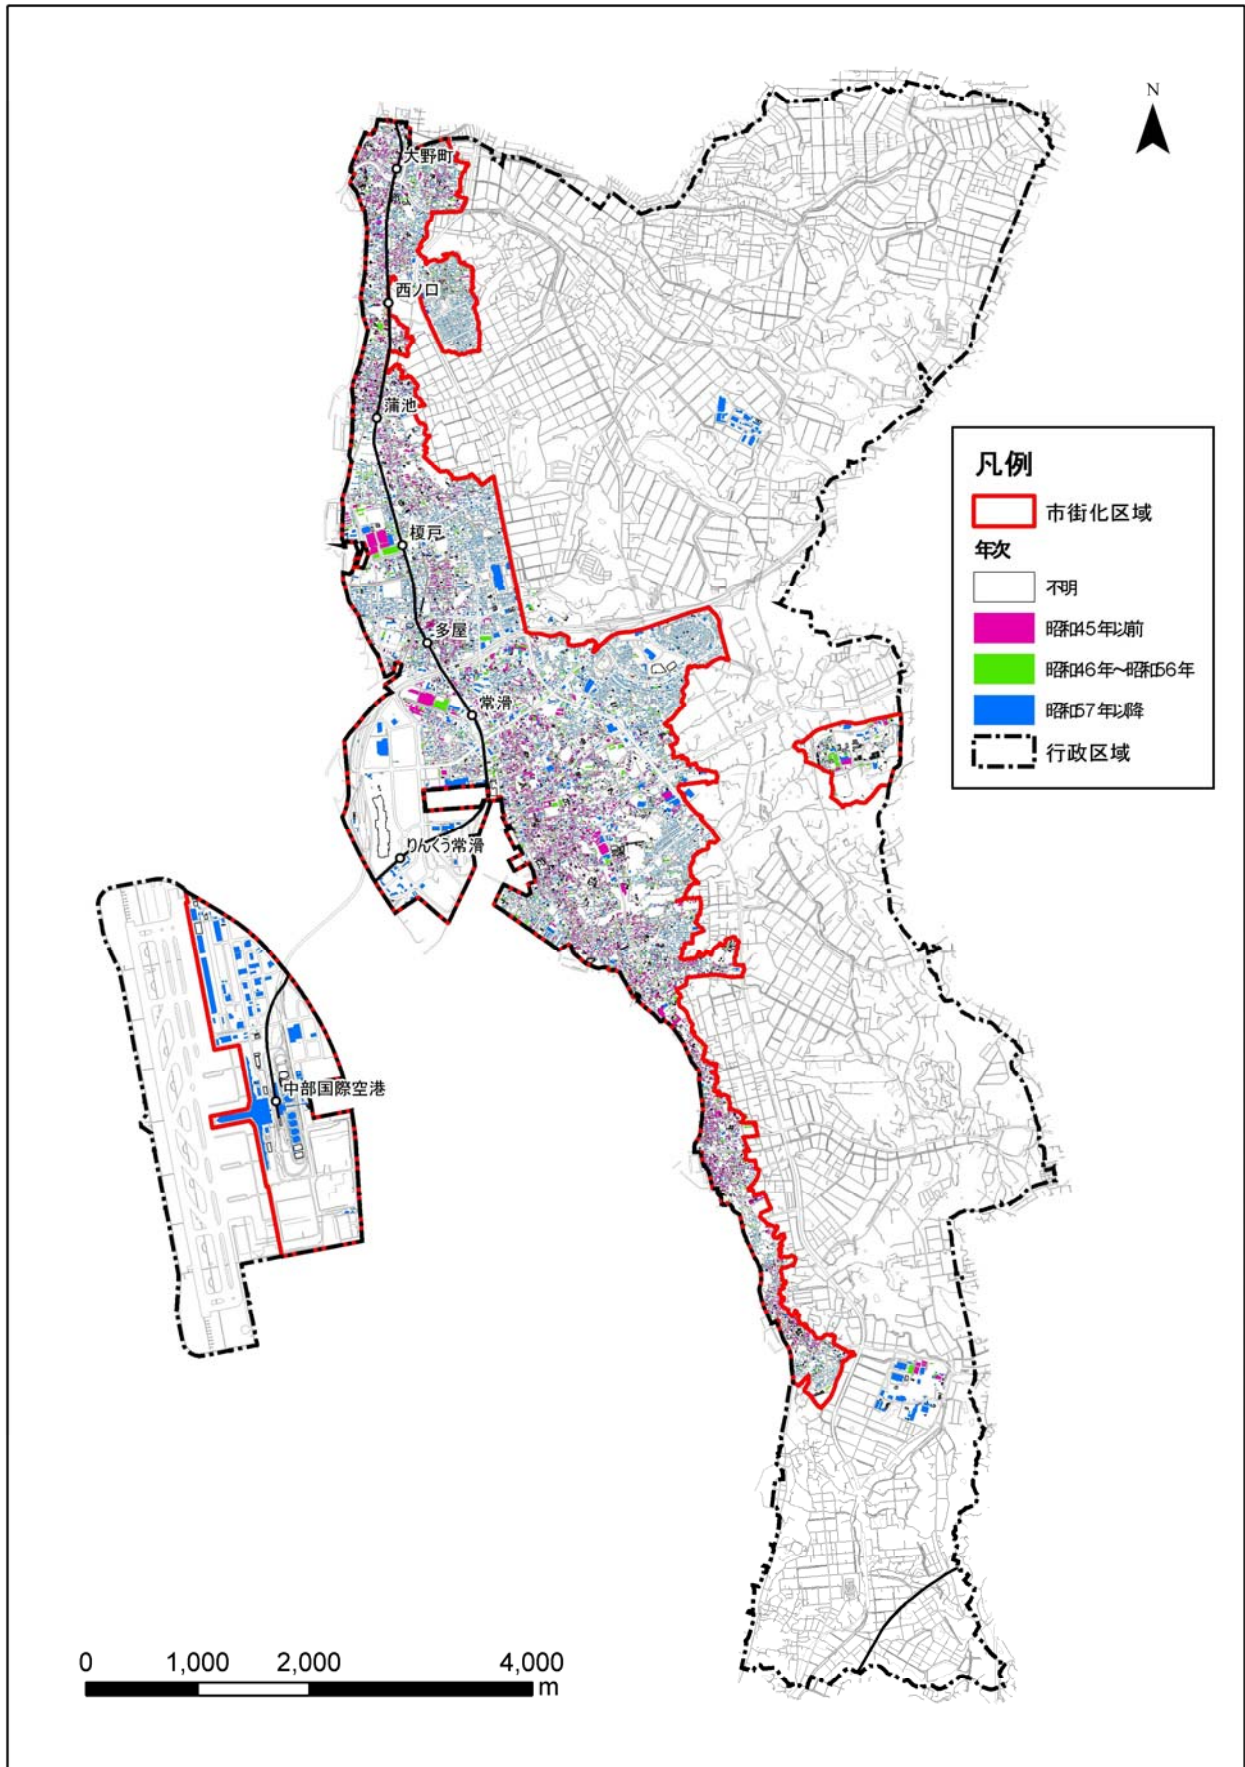 N
大野町
西ノ口
蒲池
榎戸
多屋
常滑
りんくう常滑
中部国際空港
凡例
市街化区域
年次
不明
昭和45年以前
昭和46年～昭和56年
昭和57年以降
行政区域
0 1,000 2,000 4,000
m